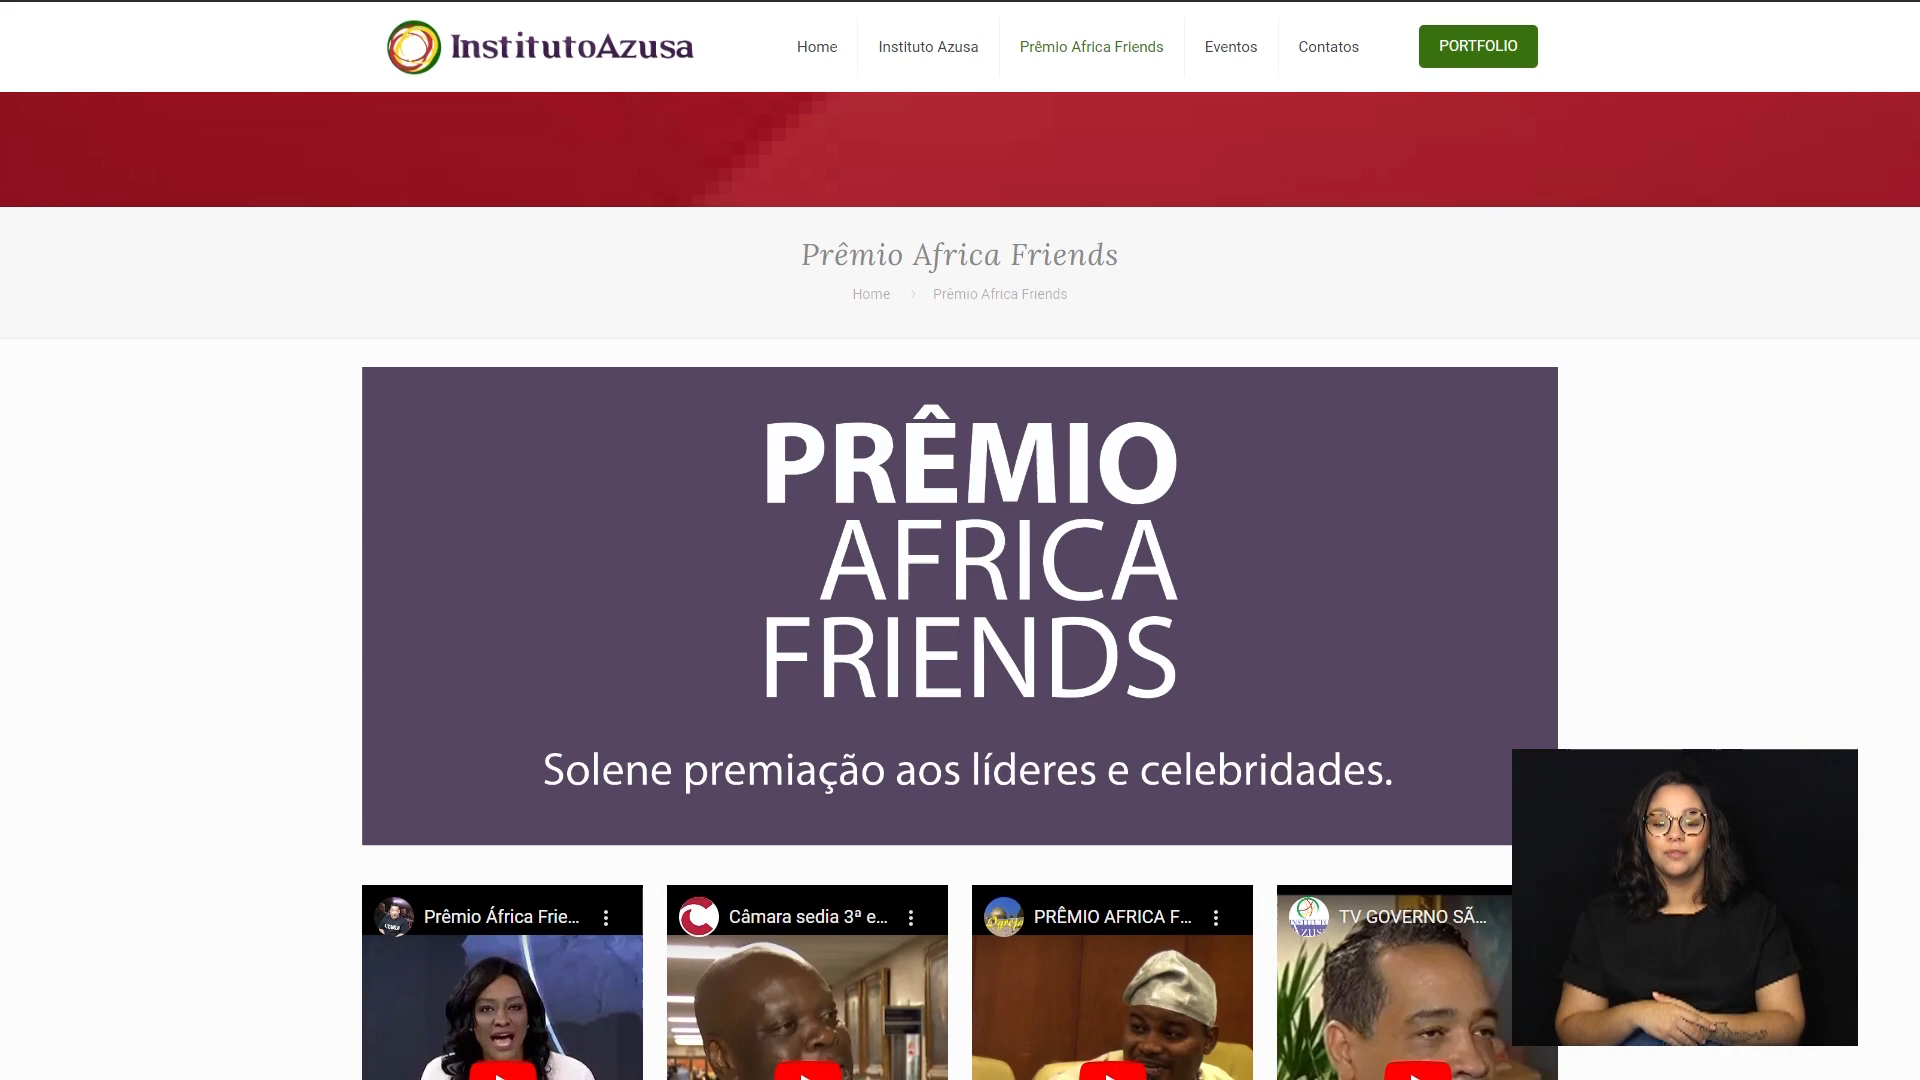 InstitutoAzusa
Home
Instituto Azusa
Prêmio Africa Friends
Eventos
Contatos
PORTFOLIO
Prêmio Africa Friends
Home > Prêmio Africa Friends
PRÊMIO
AFRICA
FRIENDS
Solene premiação aos líderes e celebridades.
Prêmio África Frie...
Câmara sedia 3ª e...
PRÊMIO AFRICA F...
TV GOVERNO SÃ...